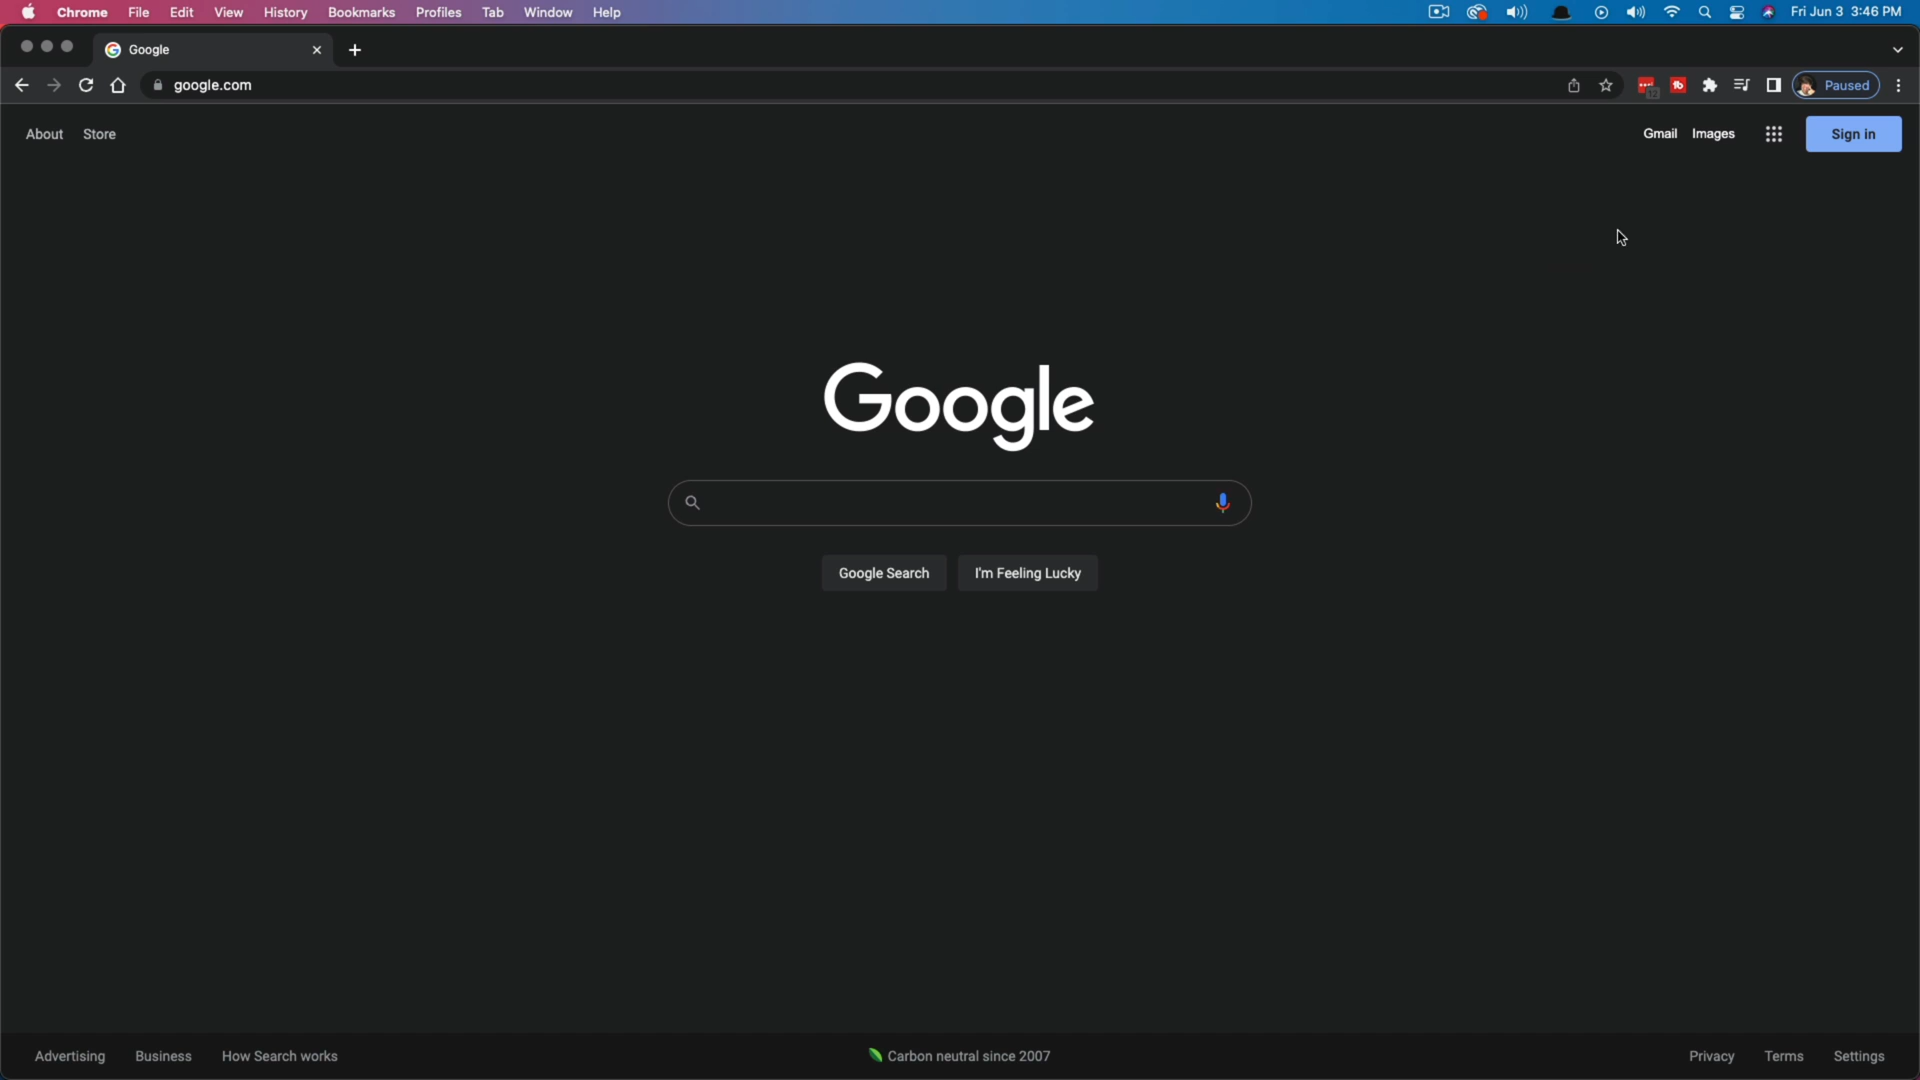 Chrome File Edit View History Bookmarks Profiles Tab Window Help Fri Jun 3 3:46 PM
Google
google.com Paused
About Store Gmail Images Sign in
Google
Google Search I'm Feeling Lucky
Advertising Business How Search works Carbon neutral since 2007 Privacy Terms Settings